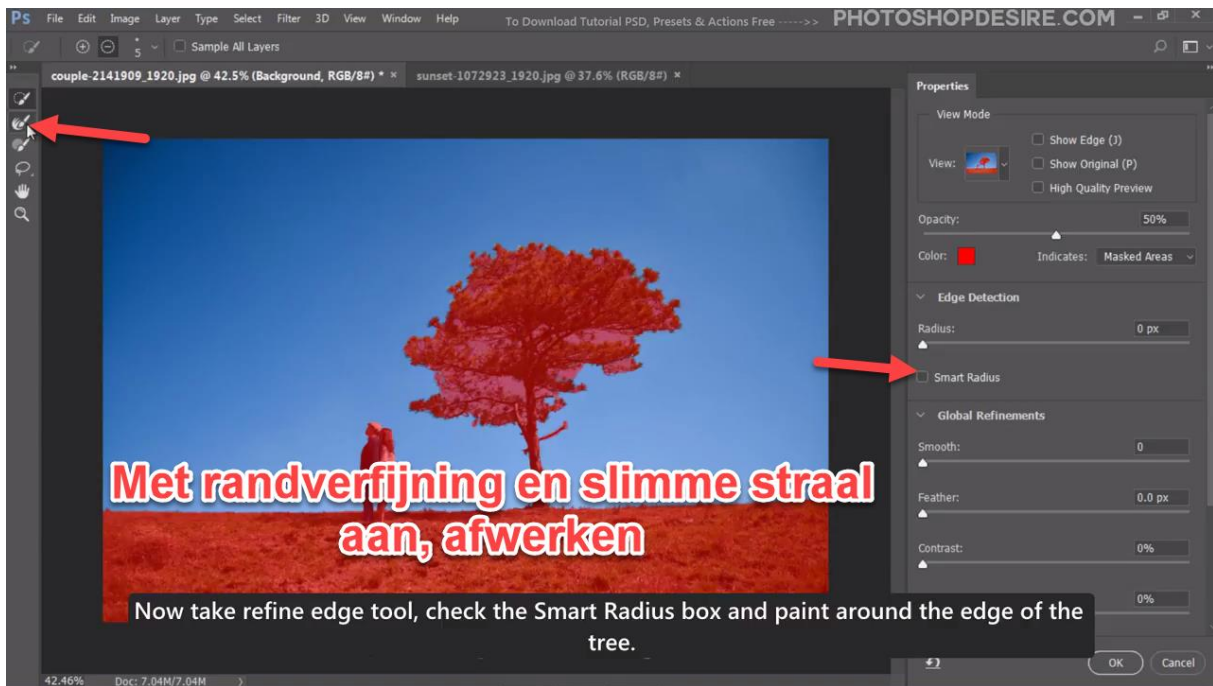 Ps File Edit Image Layer Type Select Filter 3D View Window Help To Download Tutorial PSD, Presets & Actions Free ----->> PHOTOSHOPDESIRE.COM
5 Sample All Layers
couple-2141909_1920.jpg @ 42.5% (Background, RGB/8#) * × sunset-1072923_1920.jpg @ 37.6% (RGB/8#) ×
Properties
View Mode
Show Edge (J)
View: Show Original (P)
High Quality Preview
Opacity: 50%
Color: Indicates: Masked Areas
Edge Detection
Radius: 0 px
Smart Radius
Global Refinements
Smooth: 0
Feather: 0.0 px
Contrast: 0%
0%
Met randverfijning en slimme straal
aan, afwerken
Now take refine edge tool, check the Smart Radius box and paint around the edge of the
tree.
OK Cancel
42.46% Doc: 7.04M/7.04M